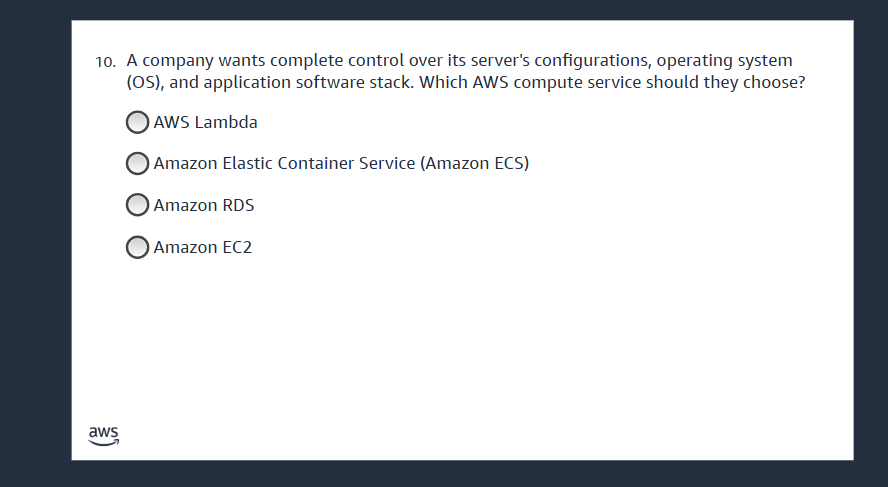 10. A company wants complete control over its server's configurations, operating system
(OS), and application software stack. Which AWS compute service should they choose?
AWS Lambda
Amazon Elastic Container Service (Amazon ECS)
Amazon RDS
Amazon EC2
aws